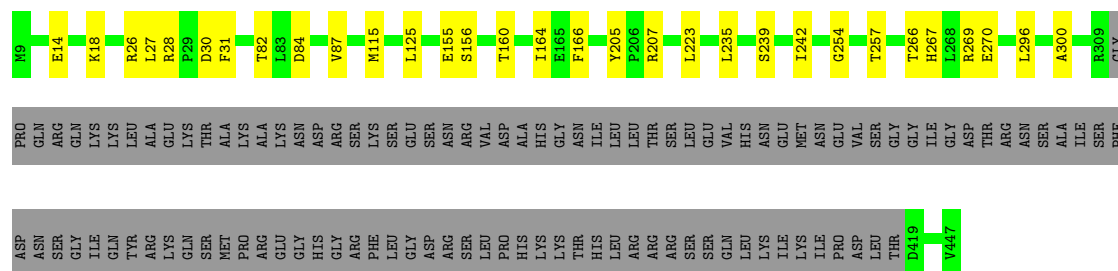 M9 E14 K18 R26 L27 R28 P29 D30 F31 T82 L83 D84 V87 M115 L125 E155 S156 T160 I164 E165 F166 Y205 P206 R207 L223 L235 S239 I242 G254 T257 T266 H267 L268 R269 E270 L296 A300 R309 GLY
PRO GLN ARG GLN LYS LYS LEU ALA GLU LYS THR ALA LYS ALA LYS ASN ASP ARG SER LYS SER GLU SER SER ASN ARG VAL ASP ALA HIS GLY ASN ILE LEU LEU THR SER LEU GLU VAL HIS ASN GLU MET ASN GLU VAL SER GLY GLY ILE GLY ASP THR ARG ASN SER ALA ILE SER PHE
ASP ASN SER GLY ILE GLN TYR ARG LYS GLN SER MET PRO ARG GLU GLY HIS GLY ARG PHE LEU GLY ASP ARG SER LEU PRO HIS LYS LYS THR HIS LEU ARG ARG ARG SER SER GLN LEU LYS ILE LYS ILE PRO ASP LEU THR D419 V447